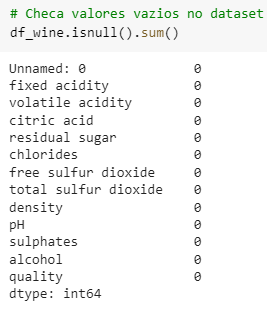 # Checa valores vazios no dataset
df_wine.isnull().sum()
Unnamed: 0 0
fixed acidity 0
volatile acidity 0
citric acid 0
residual sugar 0
chlorides 0
free sulfur dioxide 0
total sulfur dioxide 0
density 0
pH 0
sulphates 0
alcohol 0
quality 0
dtype: int64